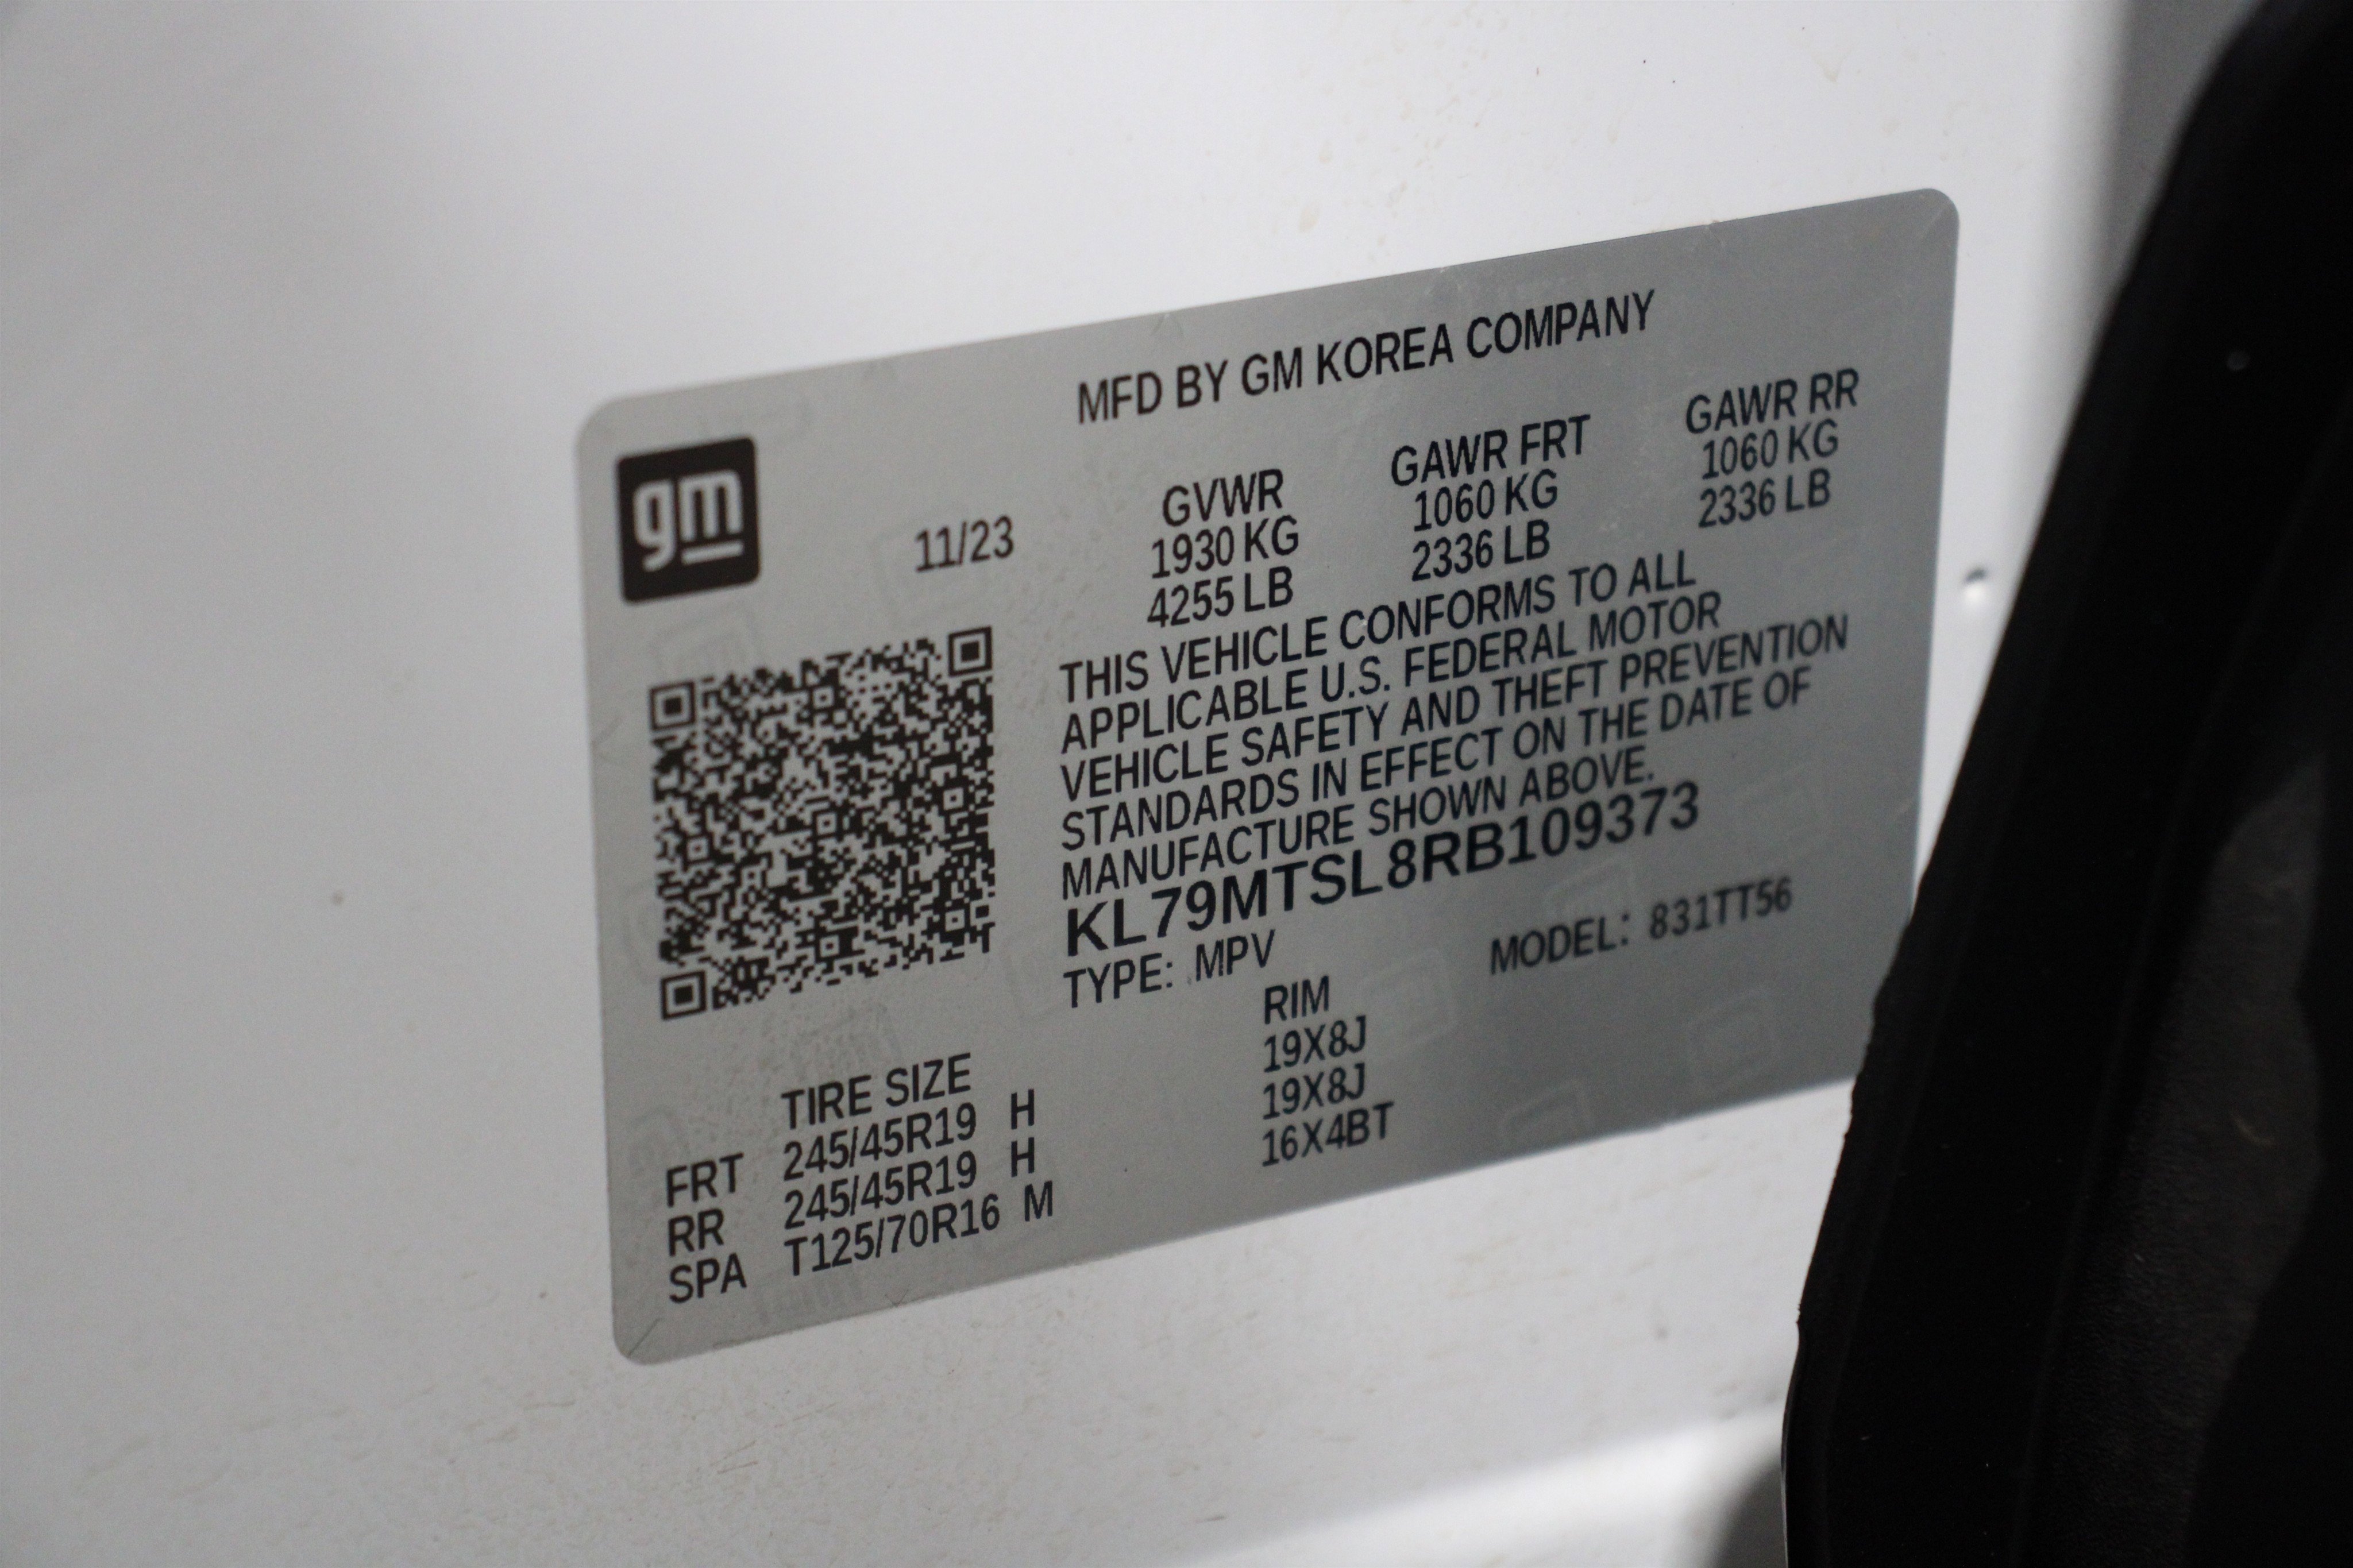 MFD BY GM KOREA COMPANY
gm
11/23
GVWR GAWR FRT GAWR RR
1930 KG 1060 KG 1060 KG
4255 LB 2336 LB 2336 LB
THIS VEHICLE CONFORMS TO ALL
APPLICABLE U.S. FEDERAL MOTOR
VEHICLE SAFETY AND THEFT PREVENTION
STANDARDS IN EFFECT ON THE DATE OF
MANUFACTURE SHOWN ABOVE.
KL79MTSL8RB109373
TYPE: MPV MODEL: 831TT56
TIRE SIZE RIM
FRT 245/45R19 H 19X8J
RR 245/45R19 H 19X8J
SPA T125/70R16 M 16X4BT